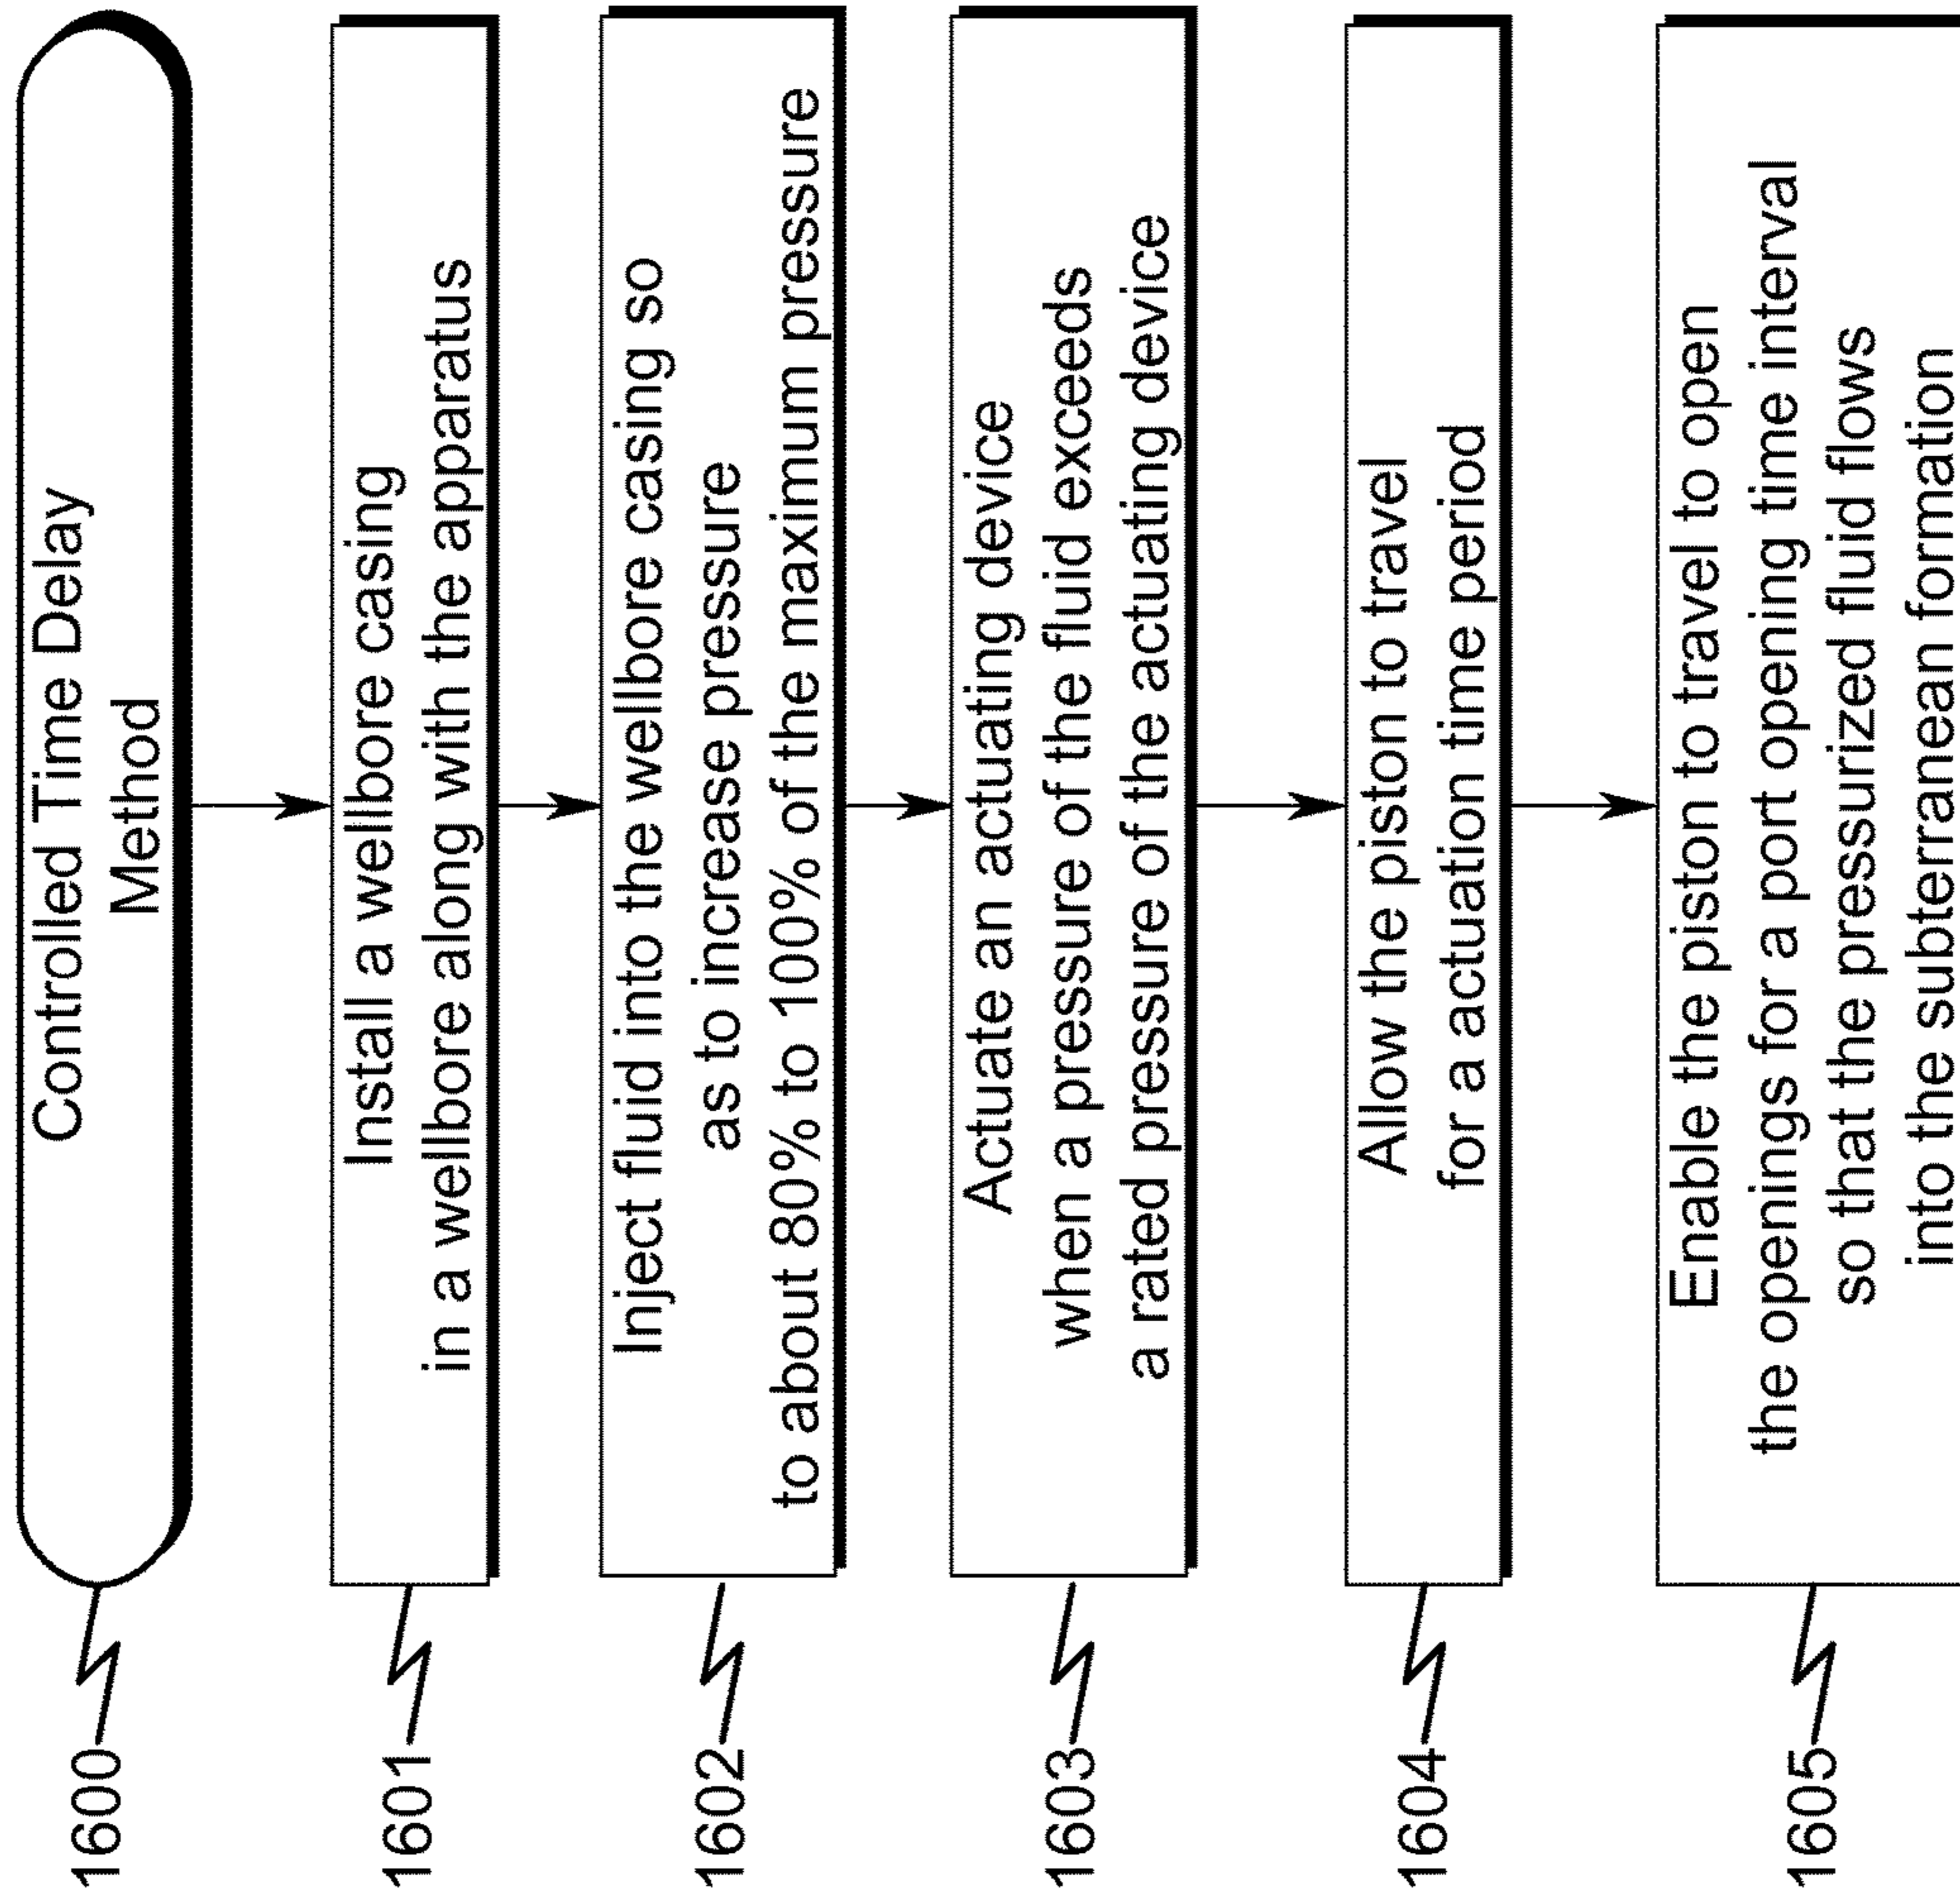 1600
Controlled Time Delay
Method
1601
Install a wellbore casing
in a wellbore along with the apparatus
1602
Inject fluid into the wellbore casing so
as to increase pressure
to about 80% to 100% of the maximum pressure
1603
Actuate an actuating device
when a pressure of the fluid exceeds
a rated pressure of the actuating device
1604
Allow the piston to travel
for a actuation time period
1605
Enable the piston to travel to open
the openings for a port opening time interval
so that the pressurized fluid flows
into the subterranean formation